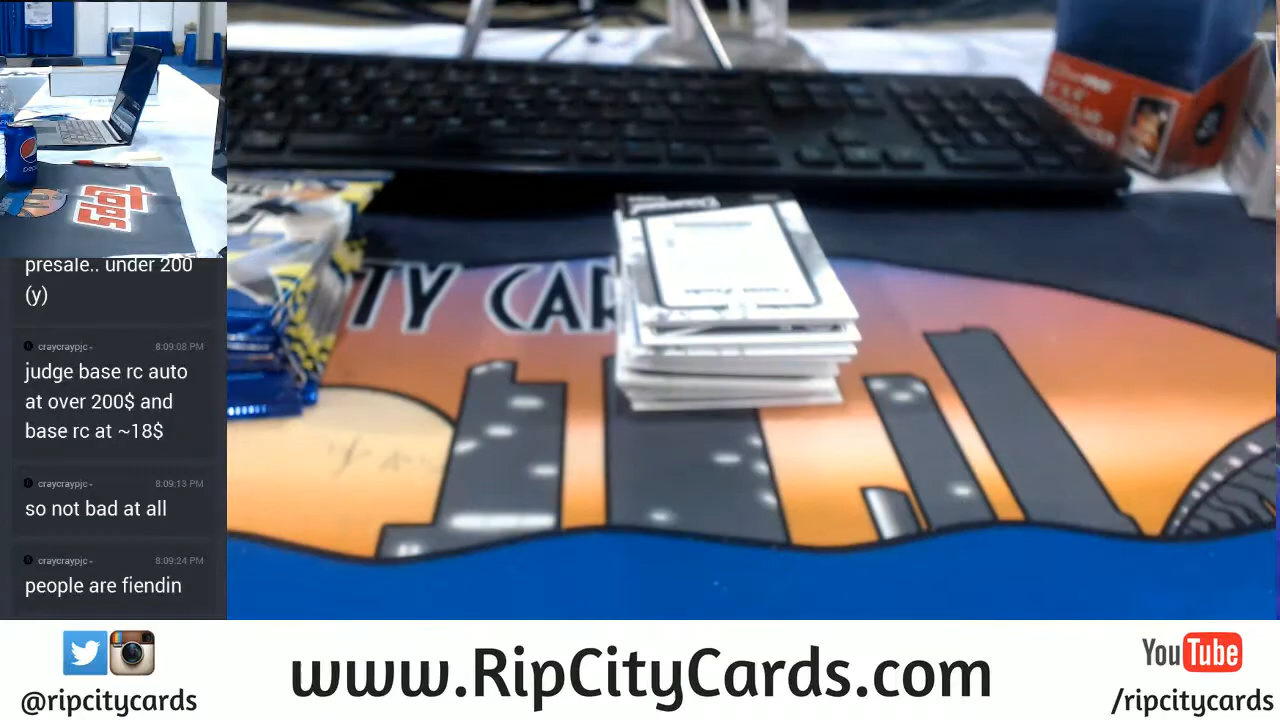 presale.. under 200
(y)
craycraypjc
8:09:08 PM
judge base rc auto
at over 200$ and
base rc at ~18$
craycraypjc
8:09:13 PM
so not bad at all
craycraypjc
8:09:24 PM
people are fiendin
TY CAR
pepsi
@ripcitycards
www.RipCityCards.com
YouTube
/ripcitycards